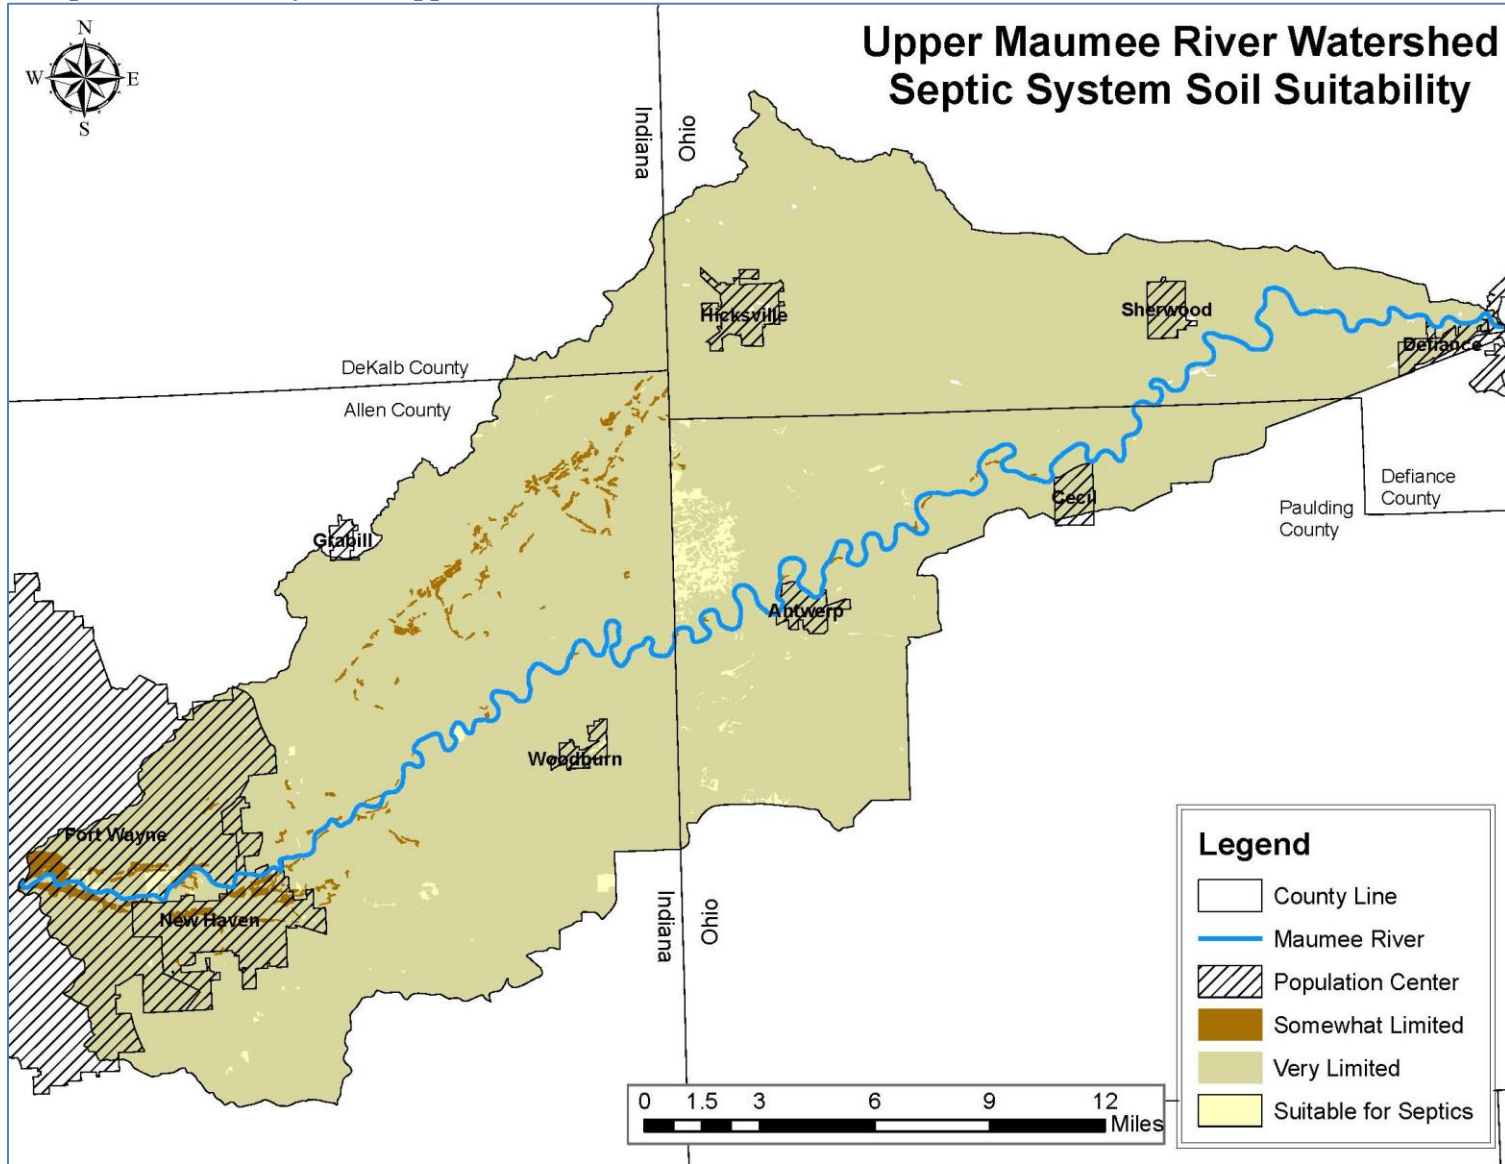 Upper Maumee River Watershed
Septic System Soil Suitability
N
W
E
S
Indiana
Ohio
Hicksville
Sherwood
Defiance
DeKalb County
Allen County
Cecil
Defiance
County
Paulding
County
Grabill
Antwerp
Woodburn
Fort Wayne
New Haven
Indiana
Ohio
Legend
County Line
Maumee River
Population Center
Somewhat Limited
Very Limited
Suitable for Septics
0 1.5 3 6 9 12
Miles